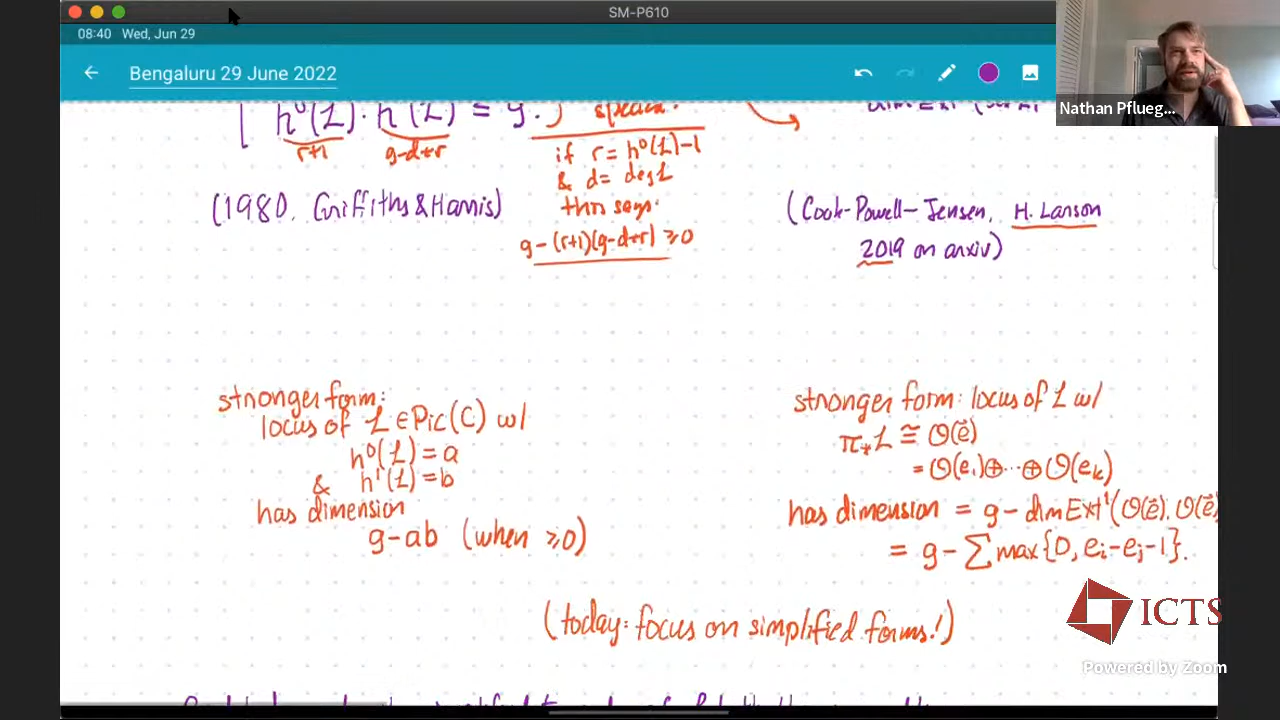 SM-P610
08:40 Wed, Jun 29
Bengaluru 29 June 2022
Nathan Pflueg...
h⁰(L) · h¹(L) = g.
r+1
g-d+r
if r = h⁰(L)-1
& d = deg L
this says:
g-(r+1)(g-d+r) ≥0
(1980, Griffiths & Harris)
(Cook-Powell–Jensen, H. Larson
2019 on arxiv)
stronger form:
locus of L ∈ Pic(C) w/
h⁰(L) = a
& h¹(L) = b
has dimension
g-ab (when ≥0)
stronger form: locus of L w/
π⁎L ≅ O(e⃗)
= O(e₁)⊕···⊕O(eₖ)
has dimension = g - dim Ext¹(O(e⃗), O(e⃗)
= g - Σ max{0, eᵢ-eⱼ-1}.
(today: focus on simplified forms!)
ICTS
Powered by Zoom